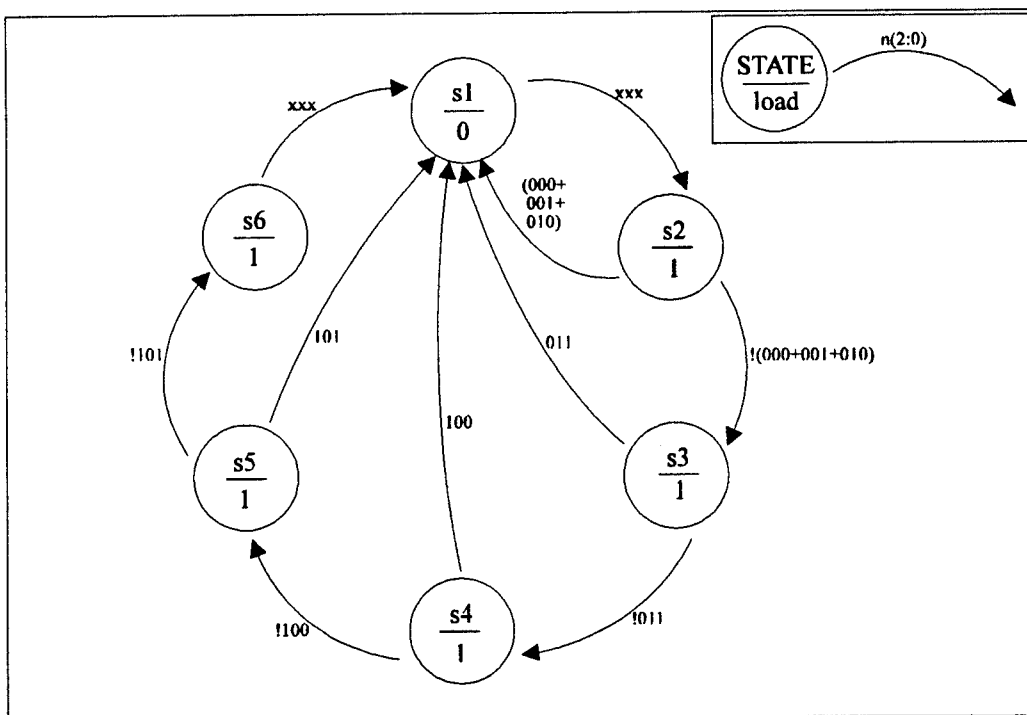 n(2:0)
STATE
load
s1
0
xxx
xxx
(000+
001+
010)
s6
1
s2
1
!101
101
011
!(000+001+010)
100
s5
1
s3
1
!100
s4
1
!011